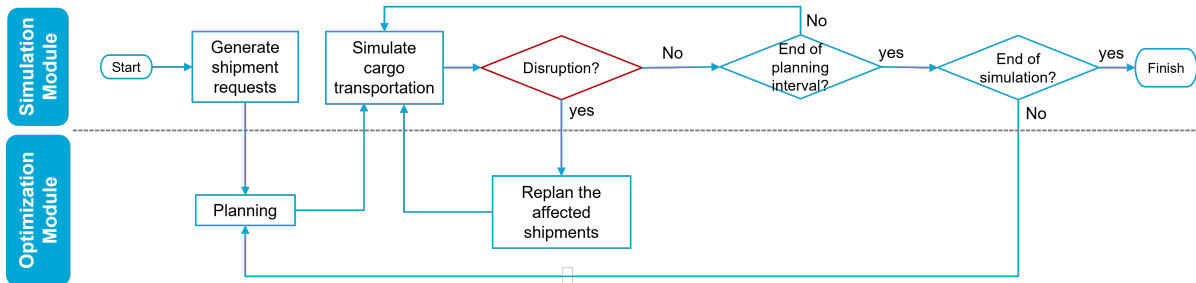 Simulation
Module
Start
Generate
shipment
requests
Simulate
cargo
transportation
Disruption?
No
yes
End of
planning
interval?
No
yes
End of
simulation?
yes
No
Finish
Optimization
Module
Planning
Replan the
affected
shipments